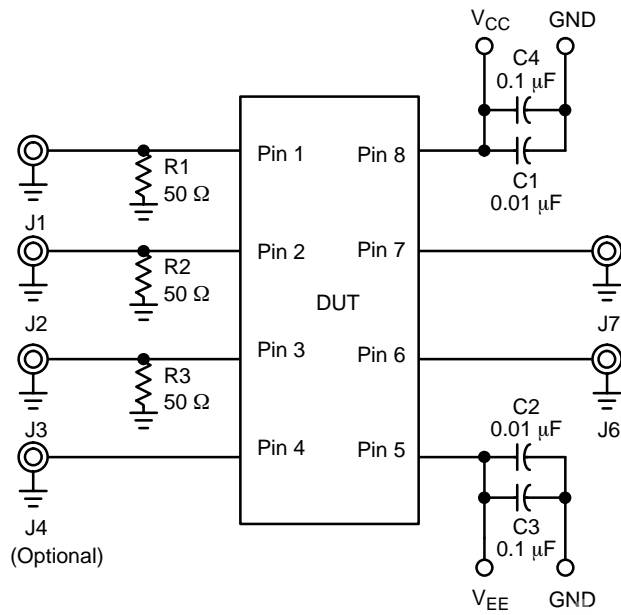 VCC GND
C4
0.1 µF
C1
0.01 µF
Pin 1
Pin 8
R1
50 Ω
J1
Pin 2
Pin 7
R2
50 Ω
J2
DUT
J7
Pin 3
Pin 6
R3
50 Ω
J3
J6
Pin 4
Pin 5
C2
0.01 µF
J4
(Optional)
C3
0.1 µF
VEE GND